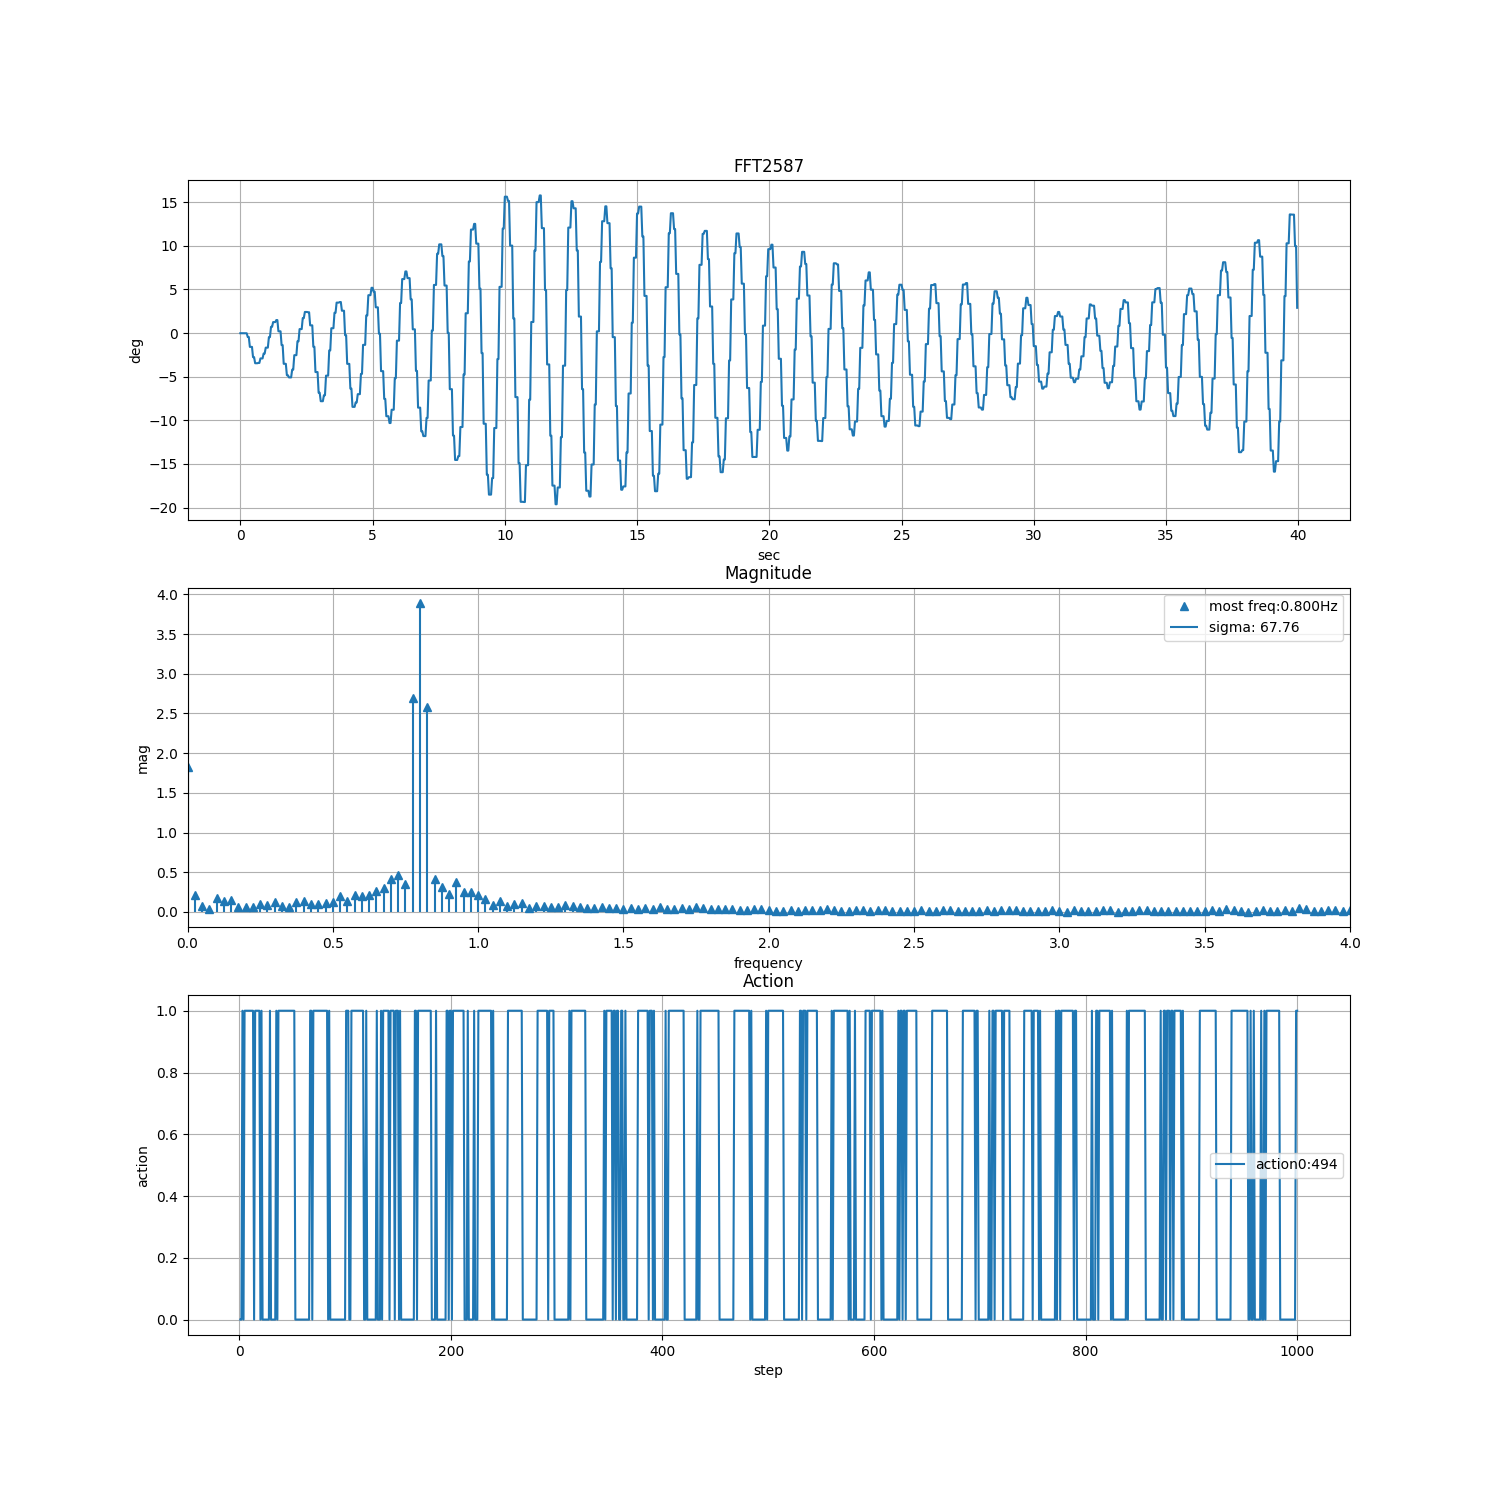 FFT2587
15
10
5
0
−5
−10
−15
−20
deg
0 5 10 15 20 25 30 35 40
sec
Magnitude
4.0
3.5
3.0
2.5
2.0
1.5
1.0
0.5
0.0
mag
most freq:0.800Hz
sigma: 67.76
0.0 0.5 1.0 1.5 2.0 2.5 3.0 3.5 4.0
frequency
Action
1.0
0.8
0.6
0.4
0.2
0.0
action
action0:494
0 200 400 600 800 1000
step